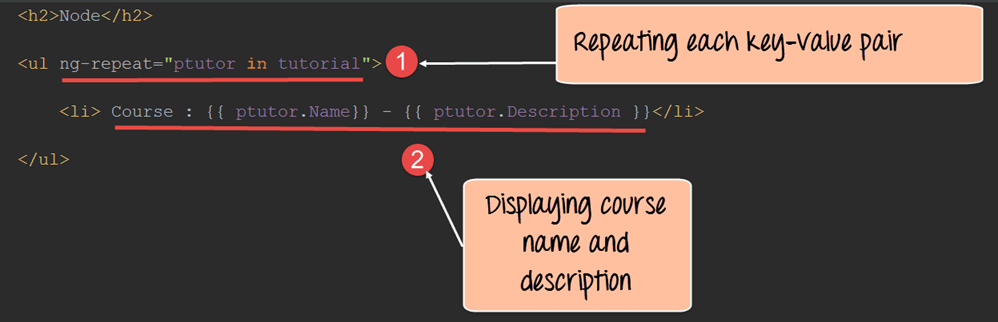 <h2>Node</h2>
Repeating each key-value pair
<ul ng-repeat="ptutor in tutorial">
1
<li> Course : {{ ptutor.Name}} - {{ ptutor.Description }}</li>
</ul>
2
Displaying course
name and
description